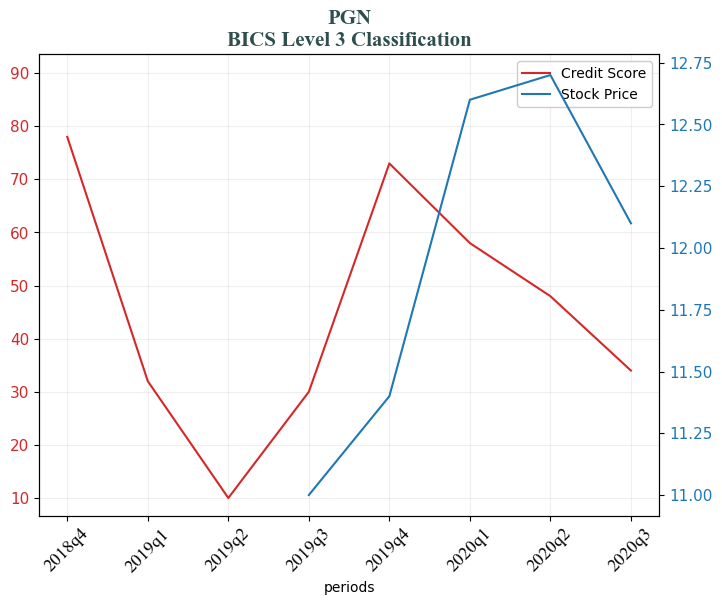 PGN
BICS Level 3 Classification
Credit Score
Stock Price
90
80
70
60
50
40
30
20
10
12.75
12.50
12.25
12.00
11.75
11.50
11.25
11.00
2018q4
2019q1
2019q2
2019q3
2019q4
2020q1
2020q2
2020q3
periods